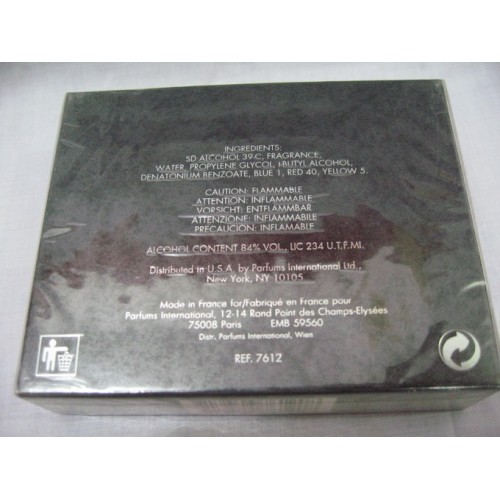 INGREDIENTS:
SD ALCOHOL 39-C, FRAGRANCE,
WATER, PROPYLENE GLYCOL, t-BUTYL ALCOHOL,
DENATONIUM BENZOATE, BLUE 1, RED 40, YELLOW 5.
CAUTION: FLAMMABLE
ATTENTION: INFLAMMABLE
VORSICHT: ENTFLAMMBAR
ATTENZIONE: INFIAMMABILE
PRECAUCION: INFLAMABLE
ALCOHOL CONTENT 84% VOL., LIC 234 U.T.F.MI.
Distributed in U.S.A. by Parfums International Ltd.,
New York, NY 10105
Made in France for/Fabriqué en France pour
Parfums International, 12-14 Rond Point des Champs-Elysées
75008 Paris EMB 59560
Distr. Parfums International, Wien
REF. 7612